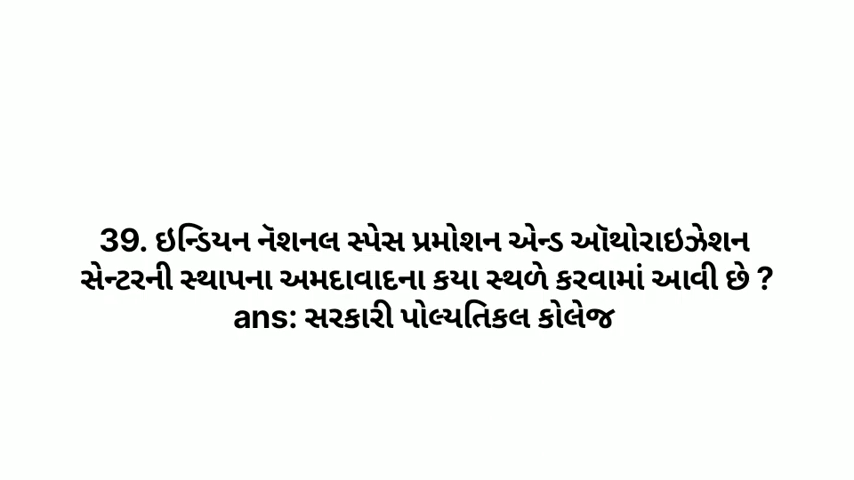 39. ઇન્ડિયન નૅશનલ સ્પેસ પ્રમોશન એન્ડ ઑથોરાઇઝેશન
સેન્ટરની સ્થાપના અમદાવાદના કયા સ્થળે કરવામાં આવી છે ?
ans: સરકારી પોલ્યતિકલ કોલેજ